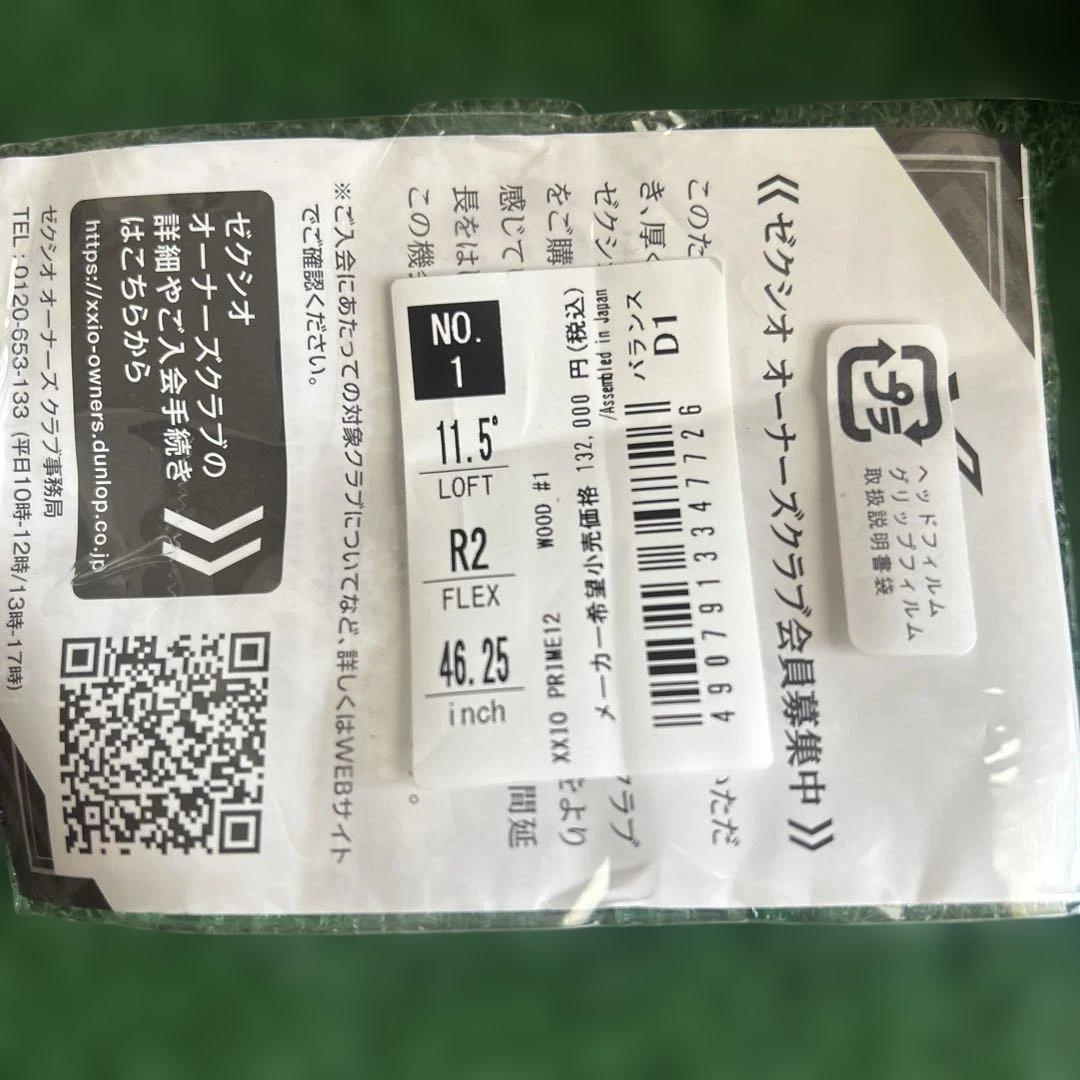 《 ゼクシオ オーナーズクラブ会員募集中 》
このた
いただ
き、厚く
ゼクシ
ラブ
をご購
より
感じて
間延
長をは
この機会
。
※ご入会にあたっての対象クラブについてなど、詳しくはWEBサイト
でご確認ください。
ゼクシオ
オーナーズクラブの
詳細やご入会手続き
はこちらから
https://xxio-owners.dunlop.co.jp
ゼクシオ オーナーズ クラブ事務局
TEL : 0120-653-133 (平日10時-12時/13時-17時)
NO.
1
11.5°
LOFT
R2
FLEX
46.25
inch
XXIO PRIME12 WOOD #1
メーカー希望小売価格 132,000 円(税込)
/Assembled in Japan
バランス
D1
4907913347726
プラ
ヘッドフィルム
グリップフィルム
取扱説明書袋